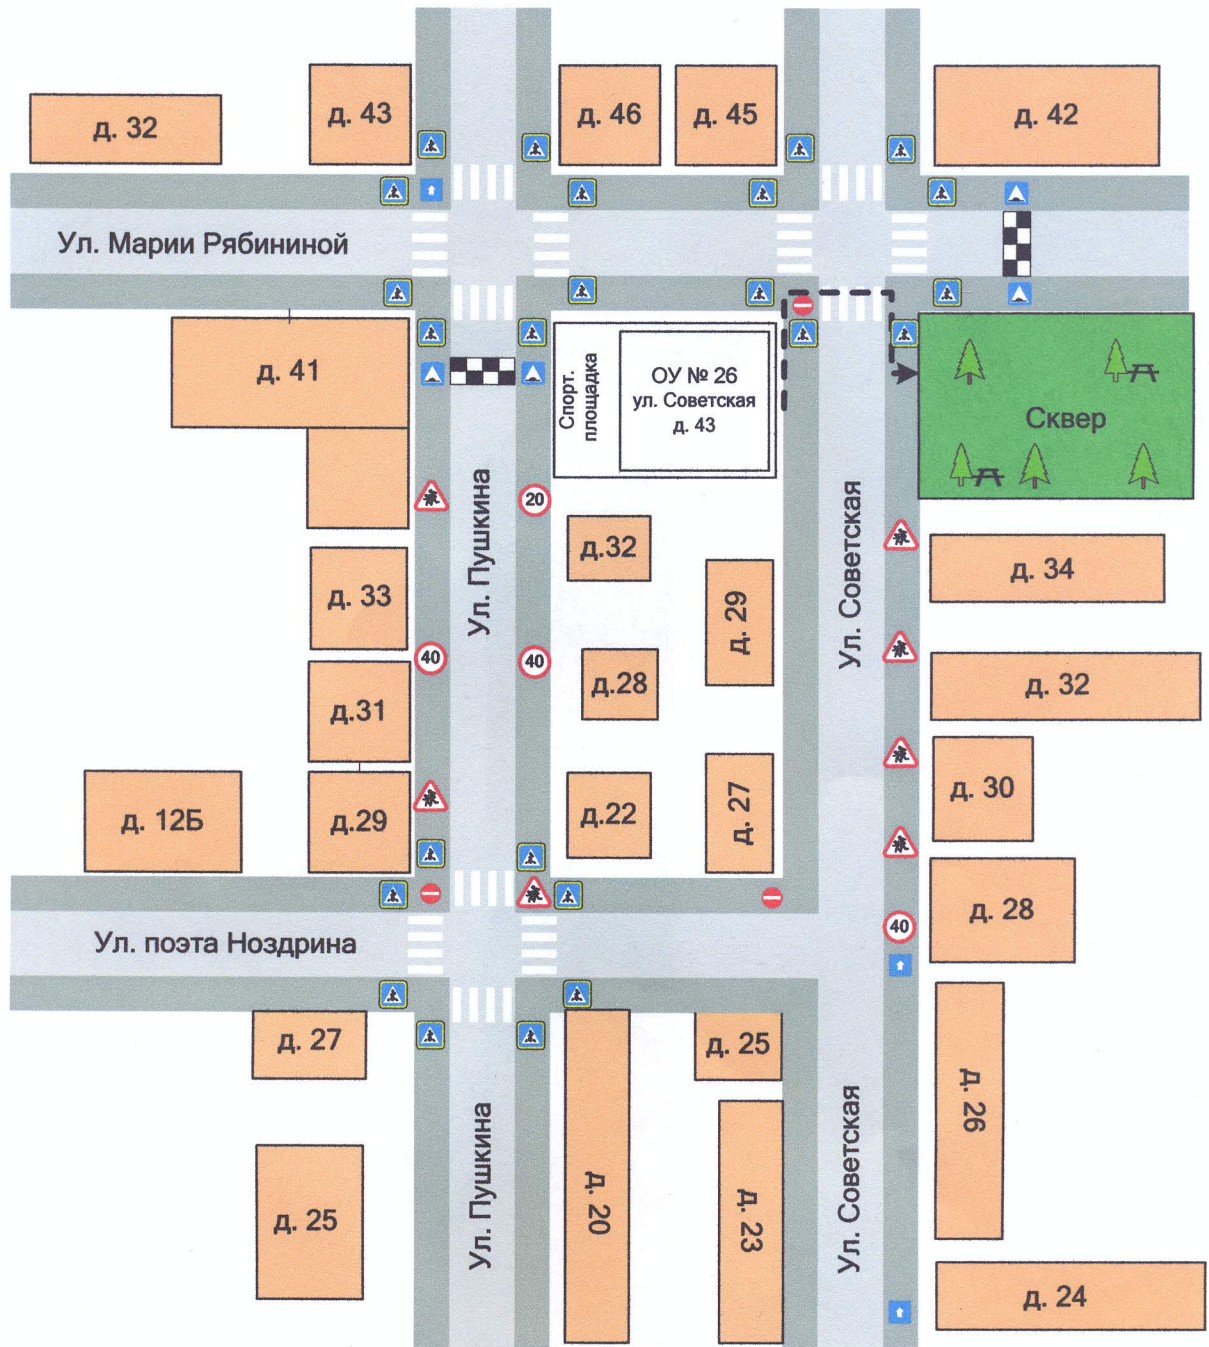 д. 32
д. 43
д. 46
д. 45
д. 42
Ул. Марии Рябининой
д. 41
Спорт.
площадка
ОУ № 26
ул. Советская
д. 43
Сквер
Ул. Пушкина
20
Ул. Советская
д.32
д. 34
д. 33
д. 29
40
40
д.28
д. 32
д.31
д. 30
д. 12Б
д.29
д.22
д. 27
д. 28
40
Ул. поэта Ноздрина
д. 27
д. 25
д. 26
Ул. Пушкина
Ул. Советская
д. 25
д. 20
д. 23
д. 24